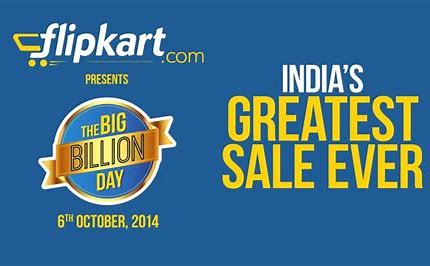 flipkart.com
PRESENTS
THE BIG
BILLION
DAY
6TH OCTOBER, 2014
INDIA'S
GREATEST
SALE EVER